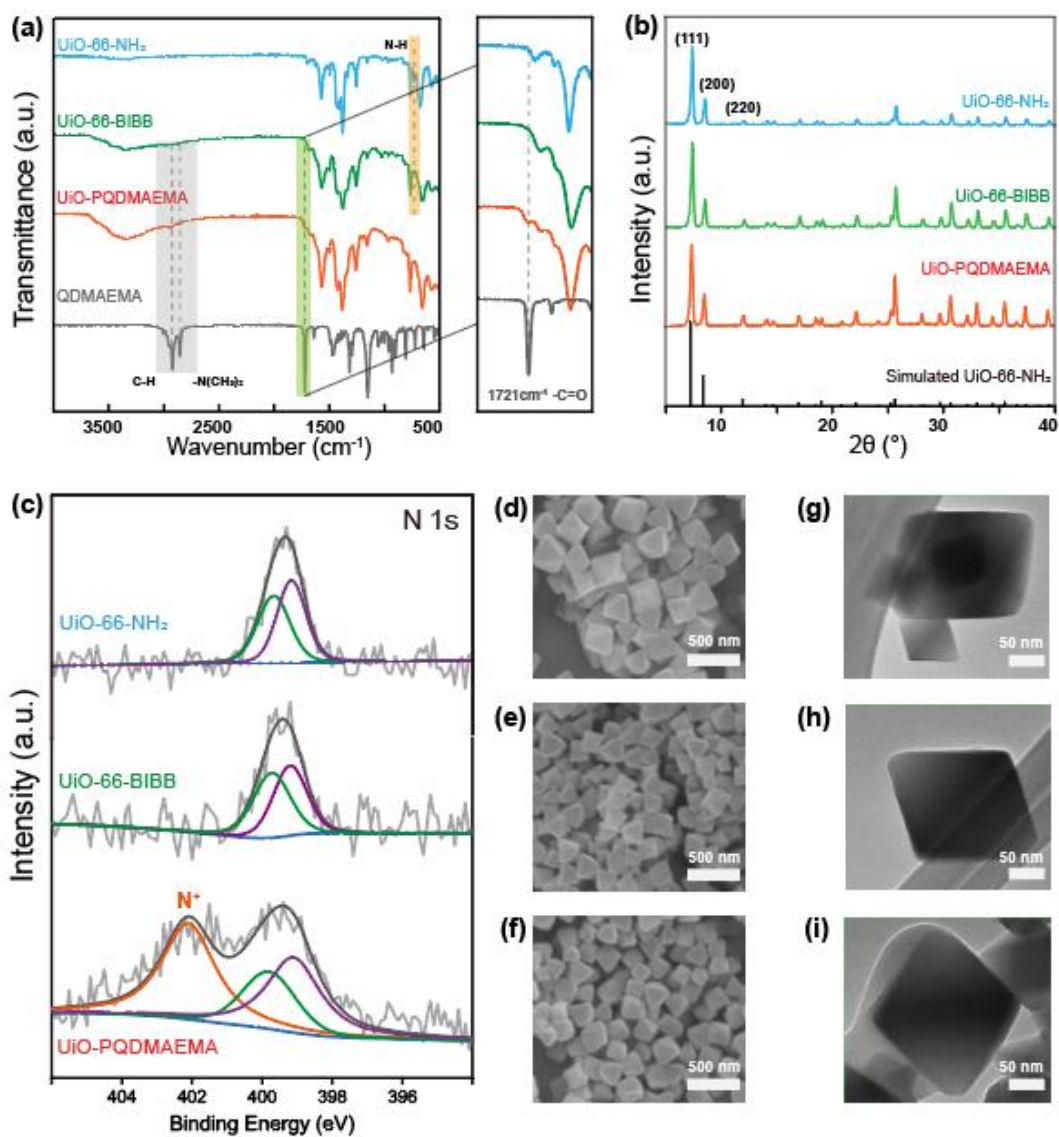 (a)
UiO-66-NH₂
N-H
UiO-66-BIBB
UiO-PQDMAEMA
QDMAEMA
C-H
-N(CH₃)₂
1721cm⁻¹ -C=O
Transmittance (a.u.)
3500 2500 1500 500
Wavenumber (cm⁻¹)
(b)
(111)
(200)
(220)
UiO-66-NH₂
UiO-66-BIBB
UiO-PQDMAEMA
Simulated UiO-66-NH₂
Intensity (a.u.)
10 20 30 40
2θ (°)
(c)
N 1s
UiO-66-NH₂
UiO-66-BIBB
N⁺
UiO-PQDMAEMA
Intensity (a.u.)
404 402 400 398 396
Binding Energy (eV)
(d)
500 nm
(g)
50 nm
(e)
500 nm
(h)
50 nm
(f)
500 nm
(i)
50 nm